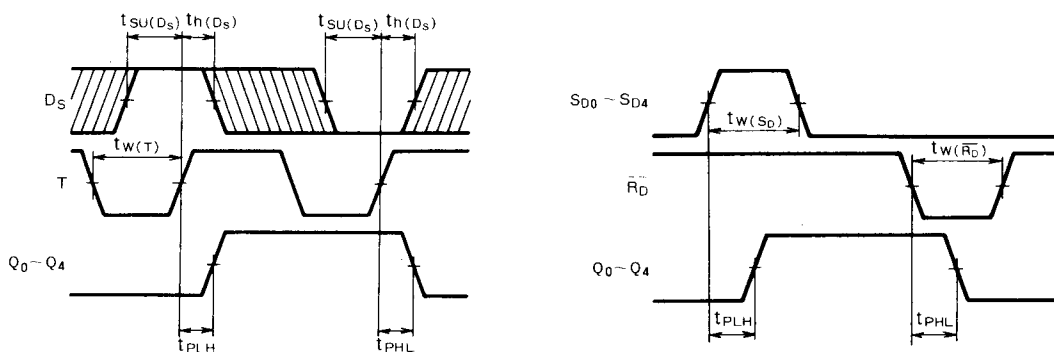 tSU(DS) th(DS) tSU(DS) th(DS)
DS
tW(T)
T
Q0~Q4
tPLH tPHL
SD0~SD4
tW(SD)
tW(R̅D̅)
R̅D
Q0~Q4
tPLH tPHL